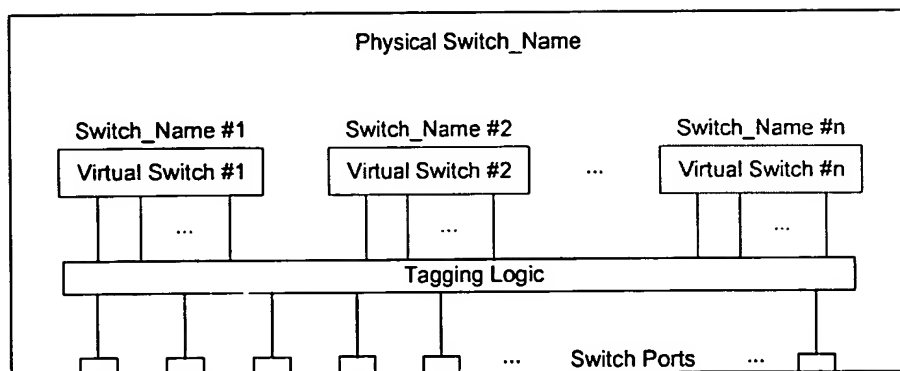 Physical Switch_Name
Switch_Name #1 Switch_Name #2 Switch_Name #n
Virtual Switch #1 Virtual Switch #2 ... Virtual Switch #n
... ... ...
Tagging Logic
... Switch Ports ...